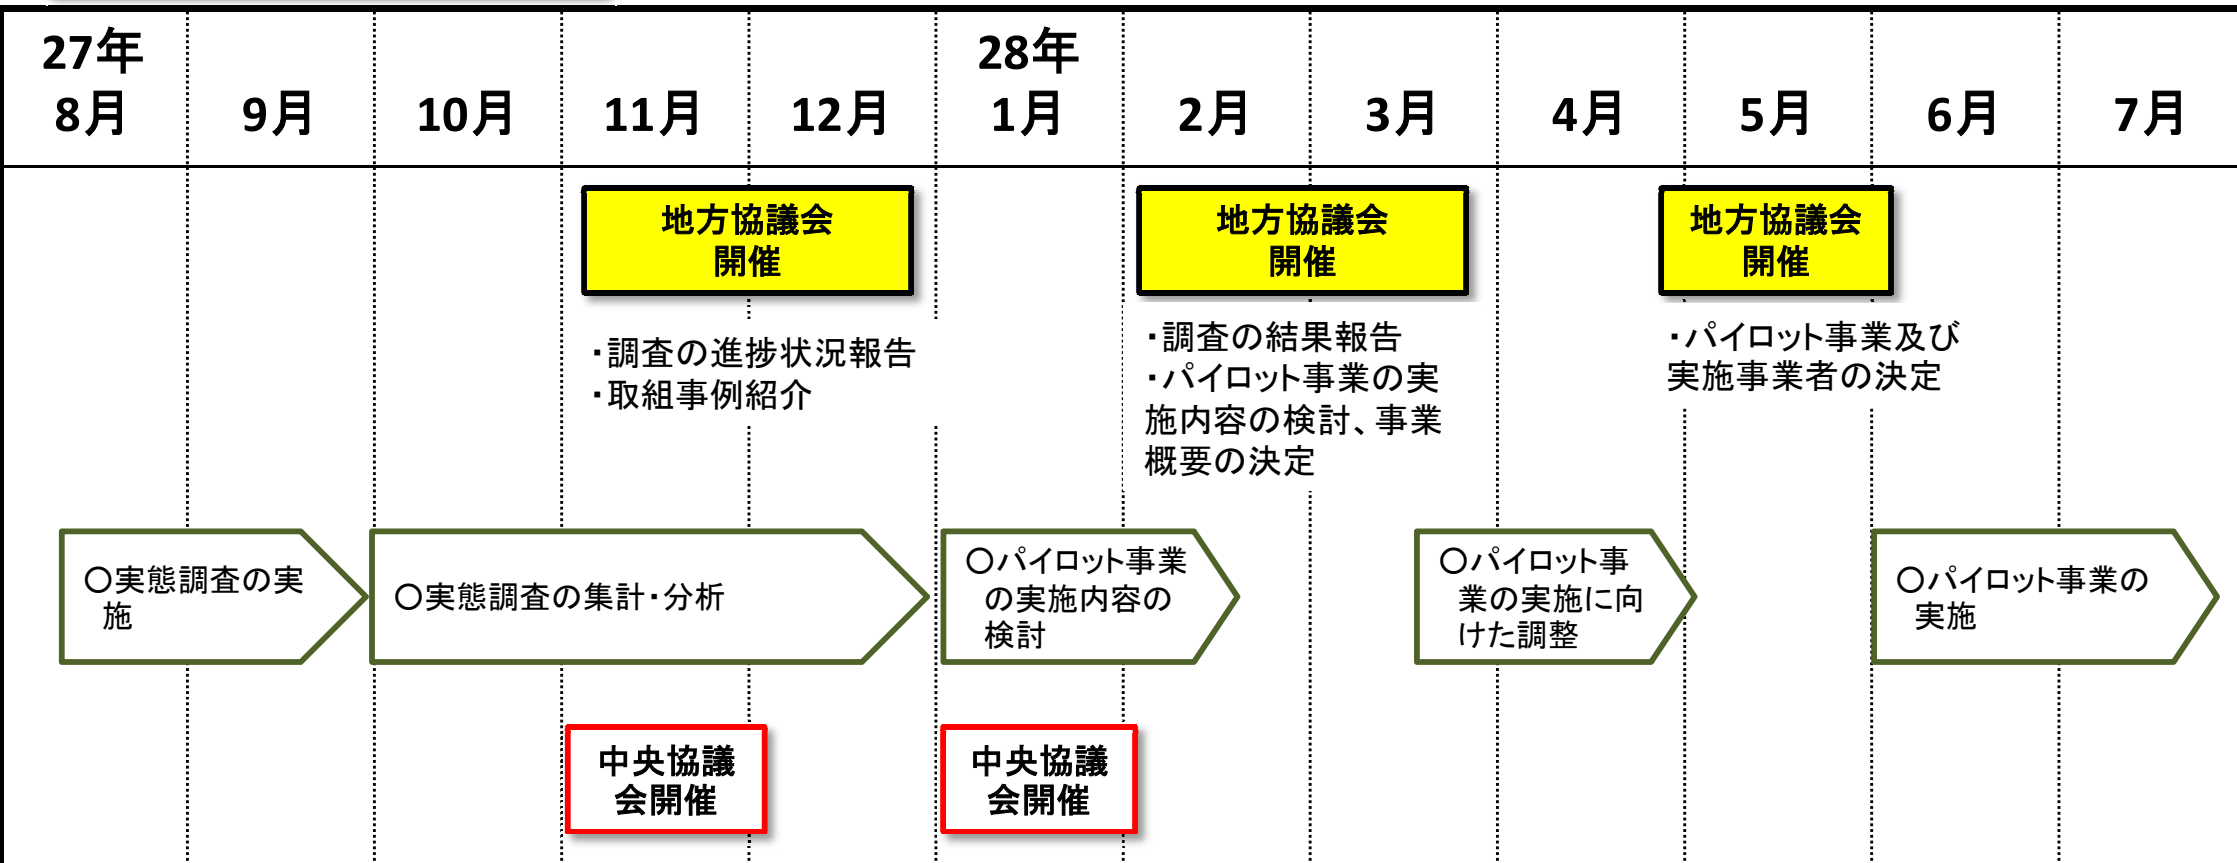 27年
8月
9月
10月
11月
12月
28年
1月
2月
3月
4月
5月
6月
7月
地方協議会
開催
地方協議会
開催
地方協議会
開催
・調査の進捗状況報告
・取組事例紹介
・調査の結果報告
・パイロット事業の実
施内容の検討、事業
概要の決定
・パイロット事業及び
実施事業者の決定
○実態調査の実
施
○実態調査の集計・分析
○パイロット事業
の実施内容の
検討
○パイロット事
業の実施に向
けた調整
○パイロット事業の
実施
中央協議
会開催
中央協議
会開催